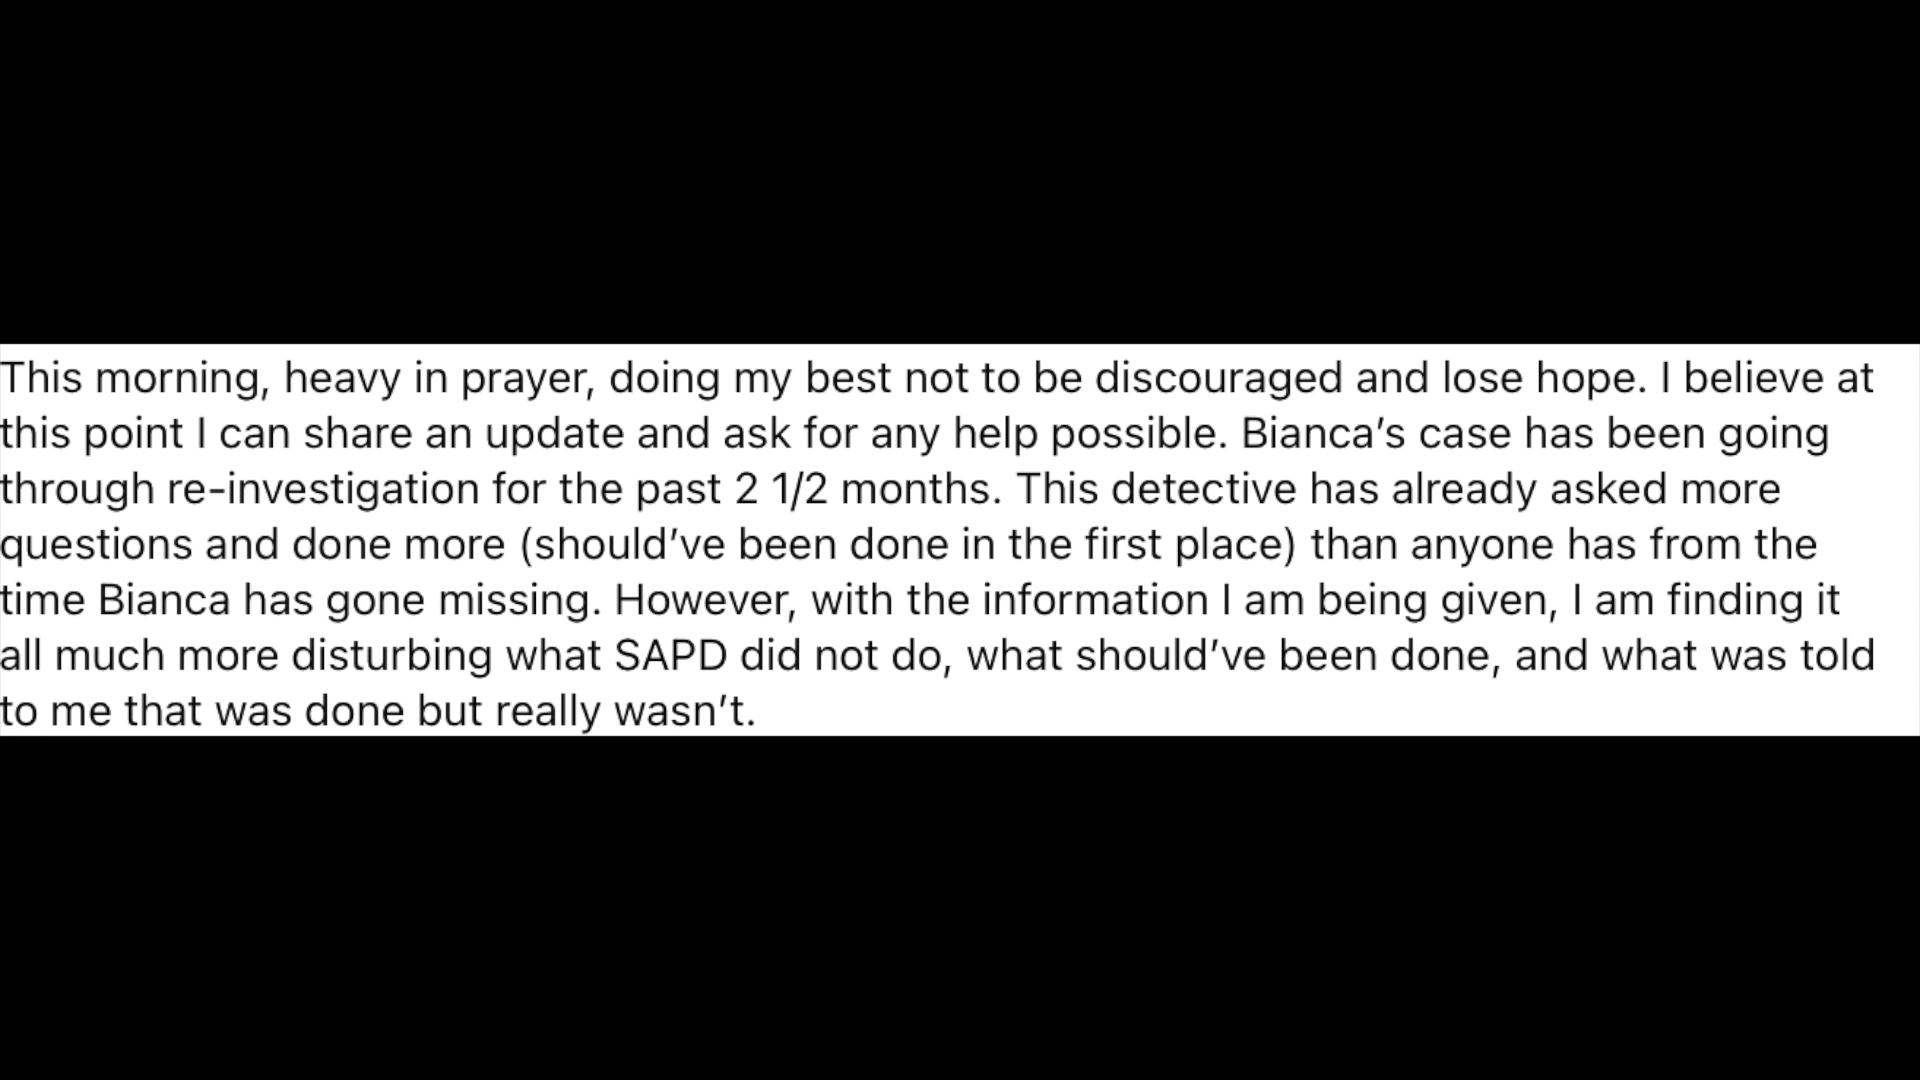 This morning, heavy in prayer, doing my best not to be discouraged and lose hope. I believe at
this point I can share an update and ask for any help possible. Bianca’s case has been going
through re-investigation for the past 2 1/2 months. This detective has already asked more
questions and done more (should’ve been done in the first place) than anyone has from the
time Bianca has gone missing. However, with the information I am being given, I am finding it
all much more disturbing what SAPD did not do, what should’ve been done, and what was told
to me that was done but really wasn’t.